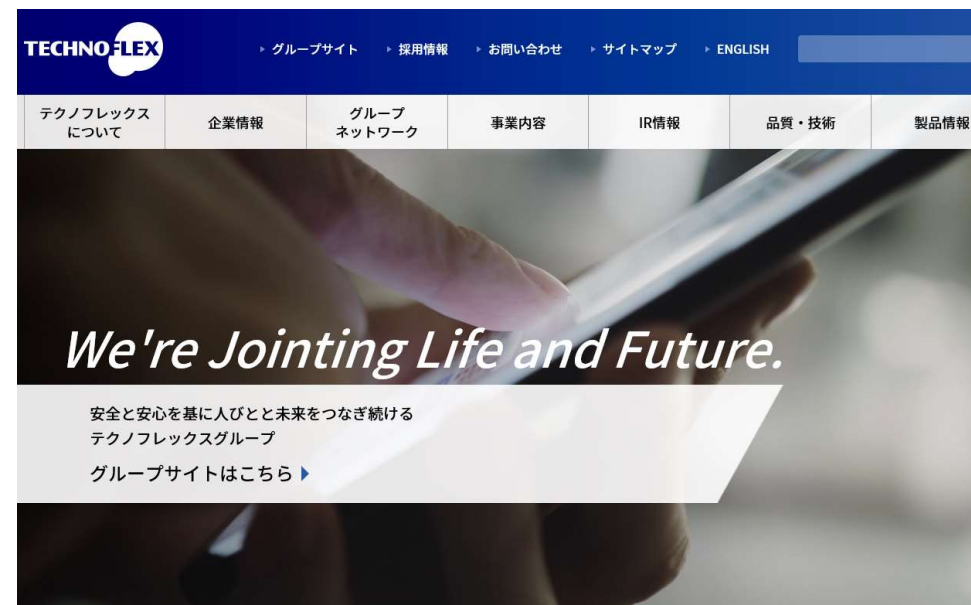 TECHNOFLEX
グループサイト
採用情報
お問い合わせ
サイトマップ
ENGLISH
テクノフレックス
について
企業情報
グループ
ネットワーク
事業内容
IR情報
品質・技術
製品情報
We're Jointing Life and Future.
安全と安心を基に人びとと未来をつなぎ続ける
テクノフレックスグループ
グループサイトはこちら